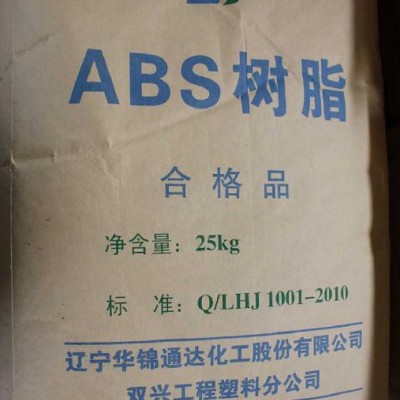 ABS树脂
合格品
净含量：25kg
标 准：Q/LHJ 1001-2010
辽宁华锦通达化工股份有限公司
双兴工程塑料分公司